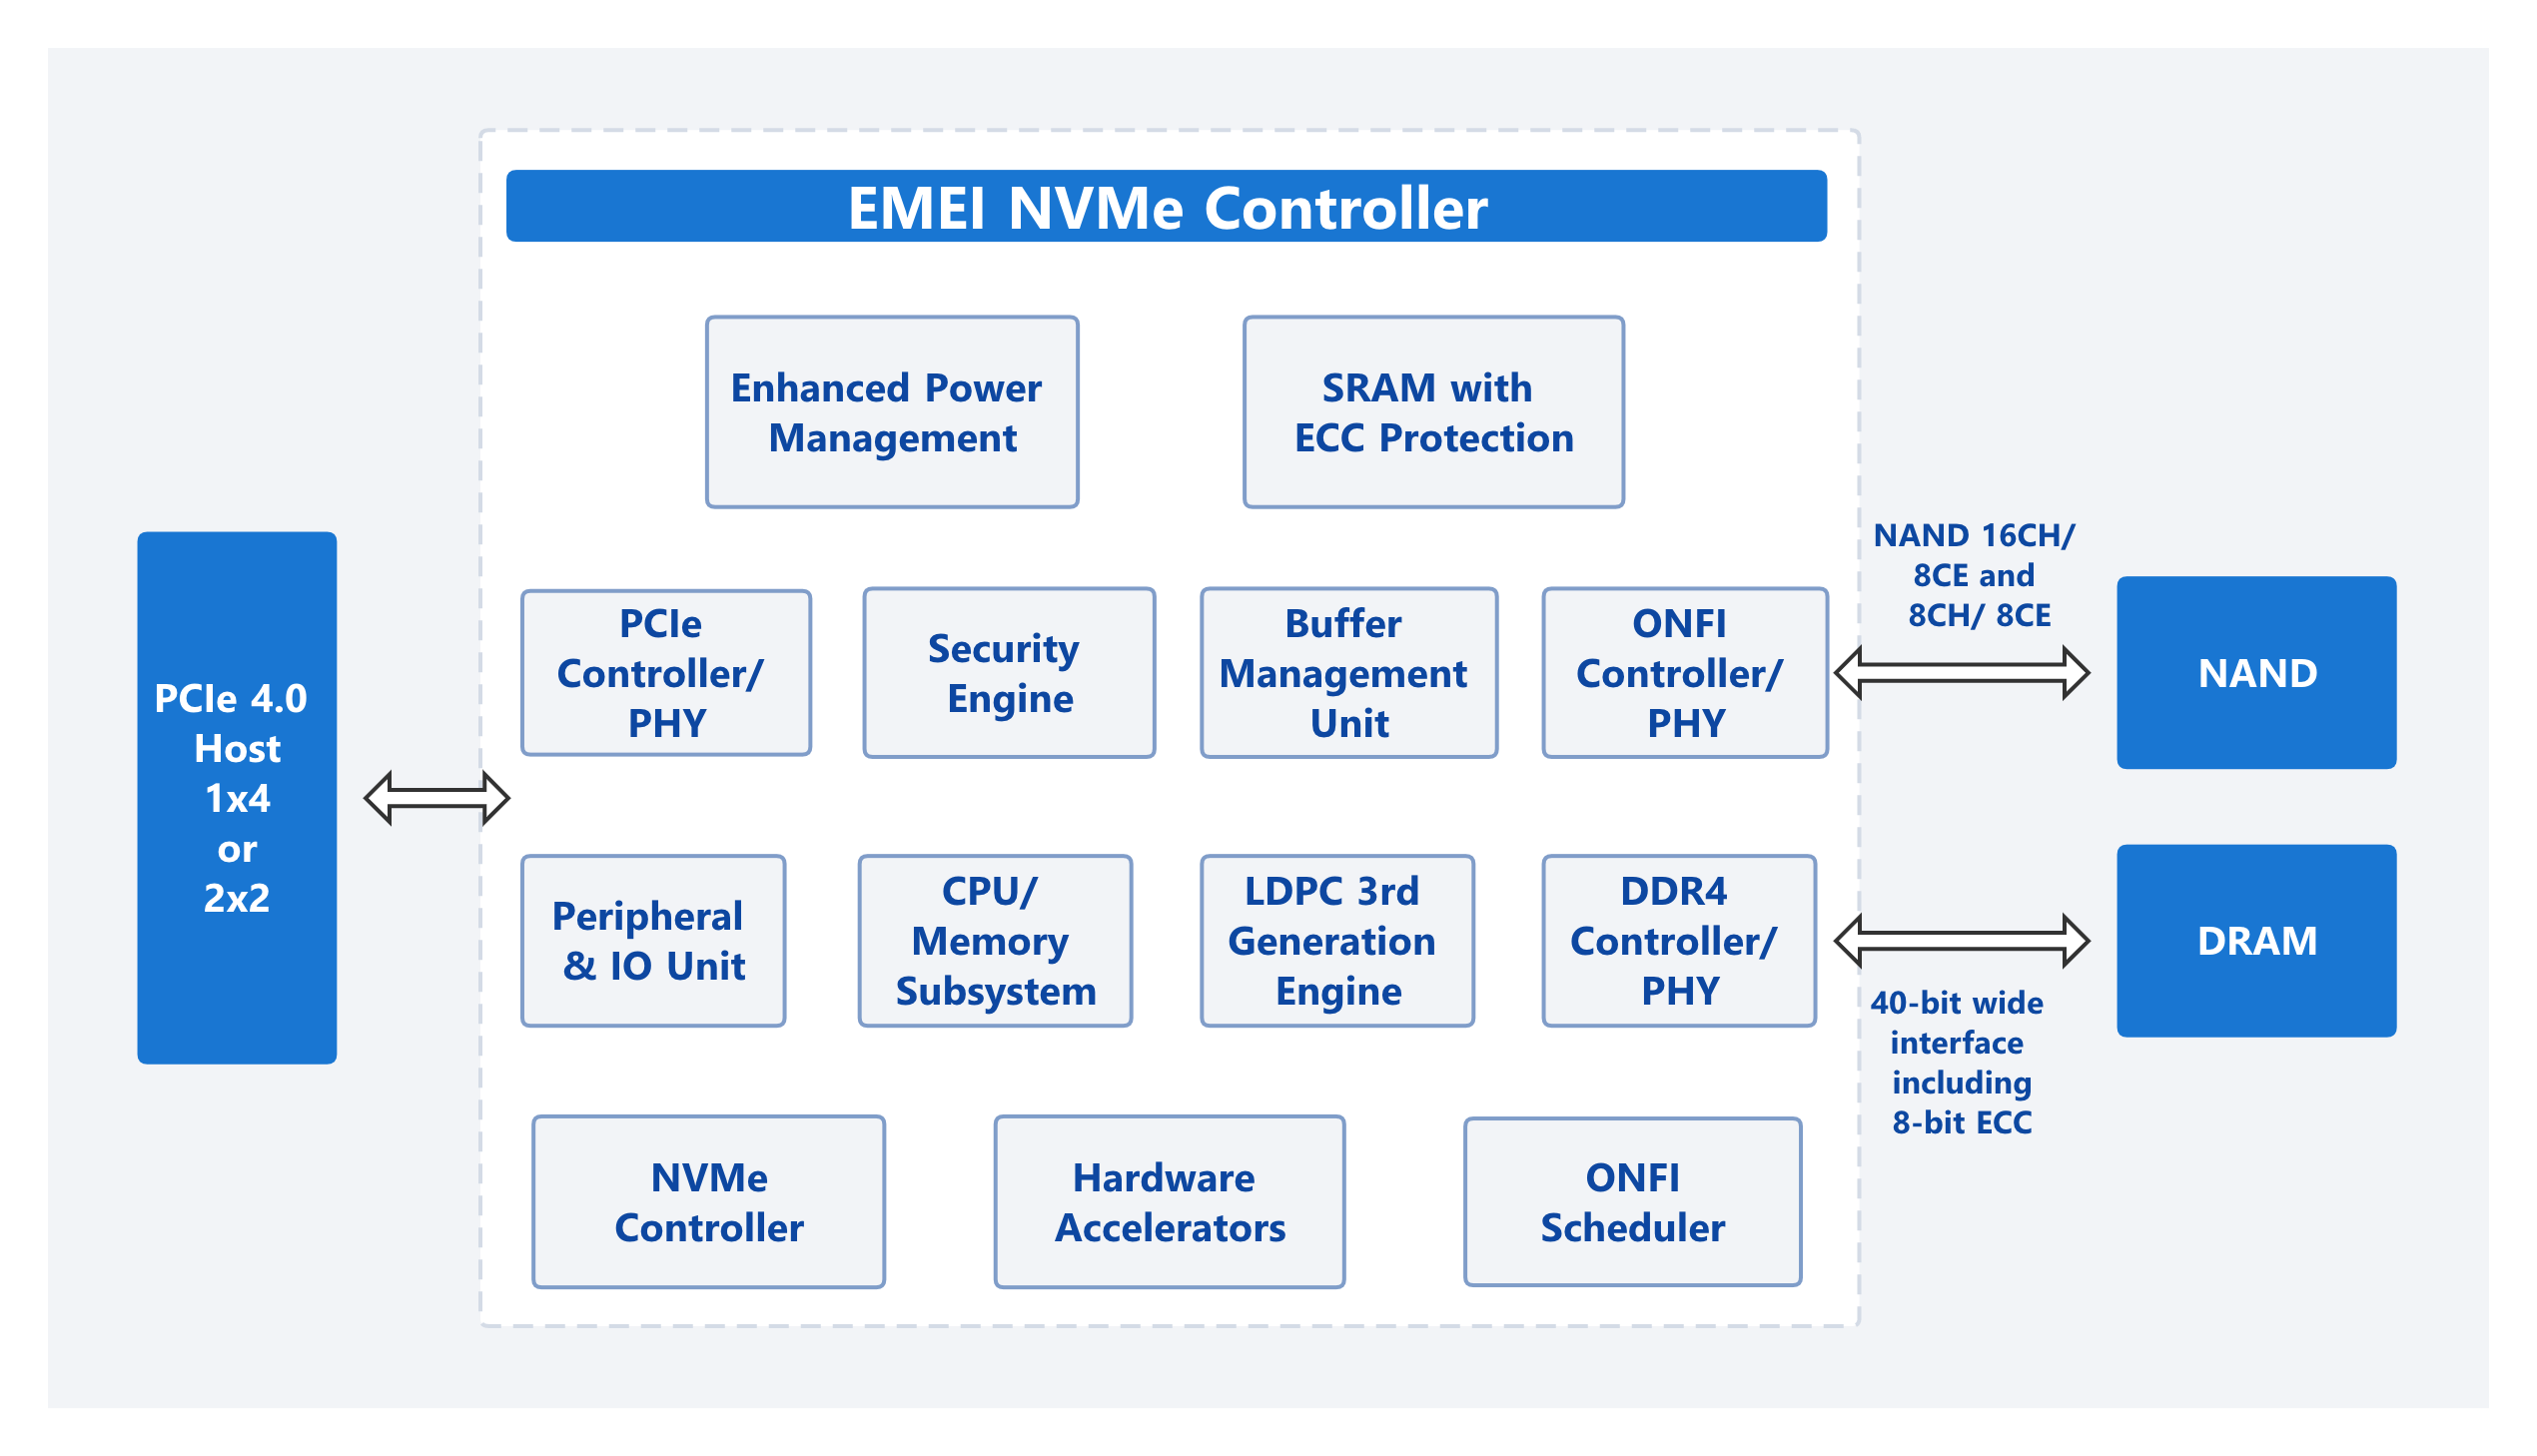 EMEI NVMe Controller
Enhanced Power
Management
SRAM with
ECC Protection
PCIe 4.0
Host
1x4
or
2x2
PCIe
Controller/
PHY
Security
Engine
Buffer
Management
Unit
ONFI
Controller/
PHY
NAND 16CH/
8CE and
8CH/ 8CE
NAND
Peripheral
& IO Unit
CPU/
Memory
Subsystem
LDPC 3rd
Generation
Engine
DDR4
Controller/
PHY
DRAM
40-bit wide
interface
including
8-bit ECC
NVMe
Controller
Hardware
Accelerators
ONFI
Scheduler